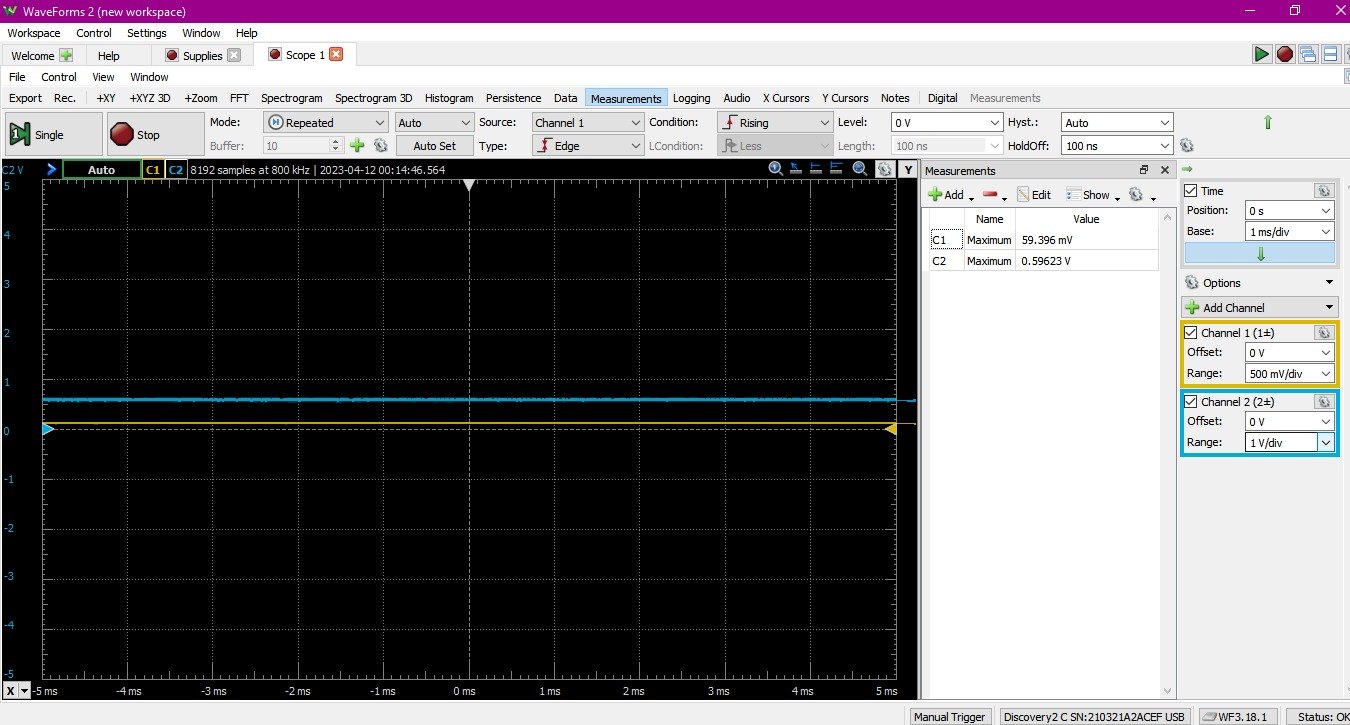 WaveForms 2 (new workspace)
Workspace Control Settings Window Help
Welcome Help Supplies Scope 1
File Control View Window
Export Rec. +XY +XYZ 3D +Zoom FFT Spectrogram Spectrogram 3D Histogram Persistence Data Measurements Logging Audio X Cursors Y Cursors Notes Digital Measurements
Single Stop Mode: Repeated Auto Source: Channel 1 Condition: Rising Level: 0 V Hyst.: Auto
Buffer: 10 Auto Set Type: Edge LCondition: Less Length: 100 ns HoldOff: 100 ns
C2 V Auto C1 C2 8192 samples at 800 kHz | 2023-04-12 00:14:46.564 Y
5
4
3
2
1
0
-1
-2
-3
-4
-5
X -5 ms -4 ms -3 ms -2 ms -1 ms 0 ms 1 ms 2 ms 3 ms 4 ms 5 ms
Measurements
Add Edit Show
Name Value
C1 Maximum 59.396 mV
C2 Maximum 0.59623 V
Time
Position: 0 s
Base: 1 ms/div
Options
Add Channel
Channel 1 (1±)
Offset: 0 V
Range: 500 mV/div
Channel 2 (2±)
Offset: 0 V
Range: 1 V/div
Manual Trigger Discovery2 C SN:210321A2ACEF USB WF3.18.1 Status: OK